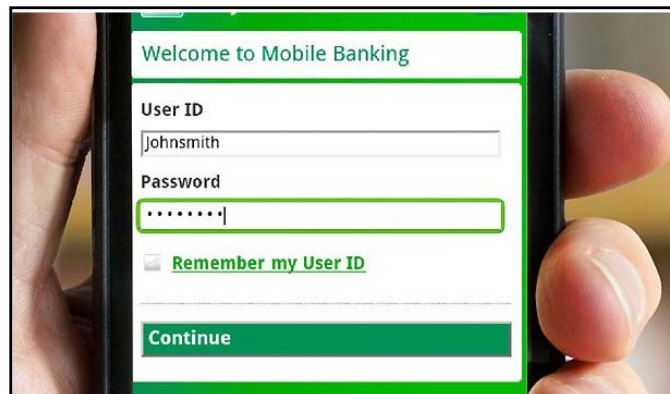 Welcome to Mobile Banking
User ID
Johnsmith
Password
••••••••
Remember my User ID
Continue